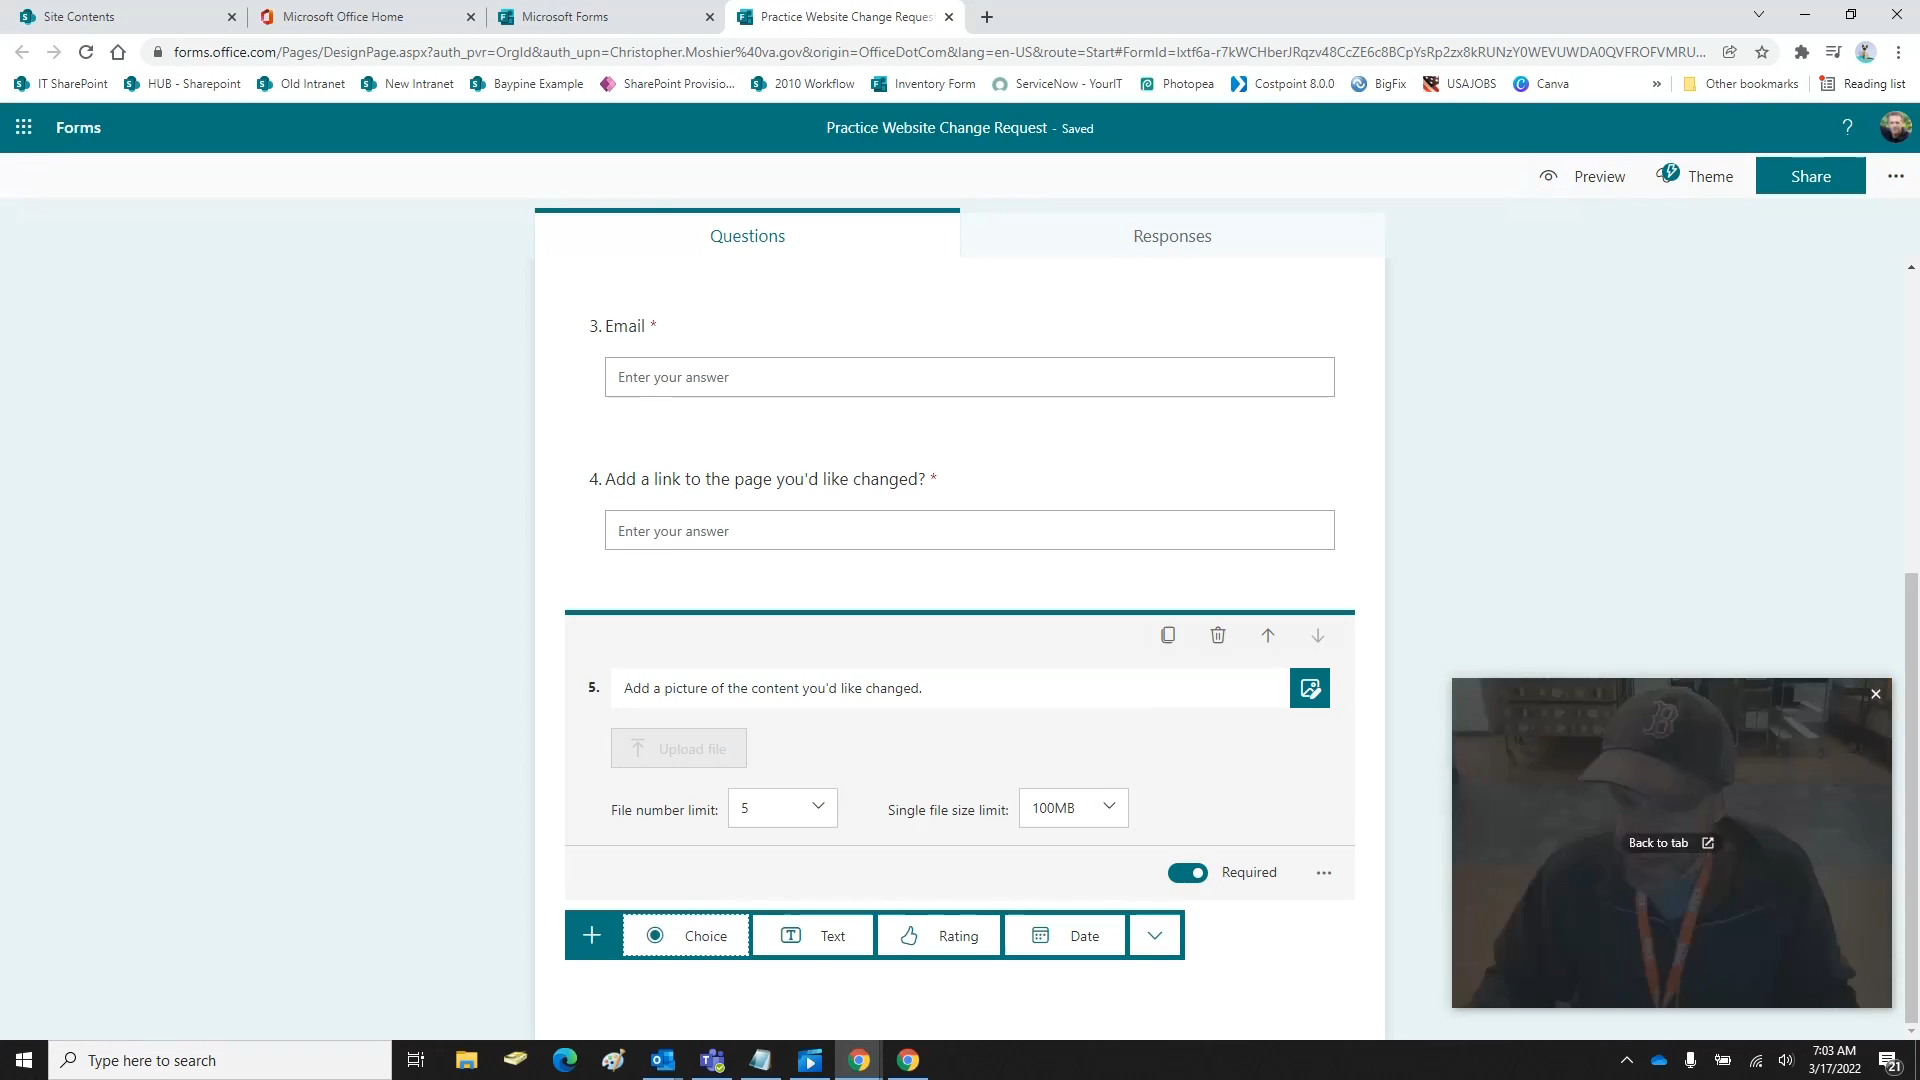 Site Contents
Microsoft Office Home
Microsoft Forms
Practice Website Change Reques
forms.office.com/Pages/DesignPage.aspx?auth_pvr=OrgId&auth_upn=Christopher.Moshier%40va.gov&origin=OfficeDotCom&lang=en-US&route=Start#FormId=lxtf6a-r7kWCHberJRqzv48CcZE6c8BCpYsRp2zx8kRUNzY0WEVUWDA0QVFROFVMRU...
IT SharePoint
HUB - Sharepoint
Old Intranet
New Intranet
Baypine Example
SharePoint Provisio...
2010 Workflow
Inventory Form
ServiceNow - YourIT
Photopea
Costpoint 8.0.0
BigFix
USAJOBS
Canva
»
Other bookmarks
Reading list
Forms
Practice Website Change Request - Saved
?
Preview
Theme
Share
Questions
Responses
3. Email *
Enter your answer
4. Add a link to the page you'd like changed? *
Enter your answer
5. Add a picture of the content you'd like changed.
Upload file
File number limit: 5
Single file size limit: 100MB
Required
Choice
Text
Rating
Date
B
Back to tab
Type here to search
7:03 AM
3/17/2022
21